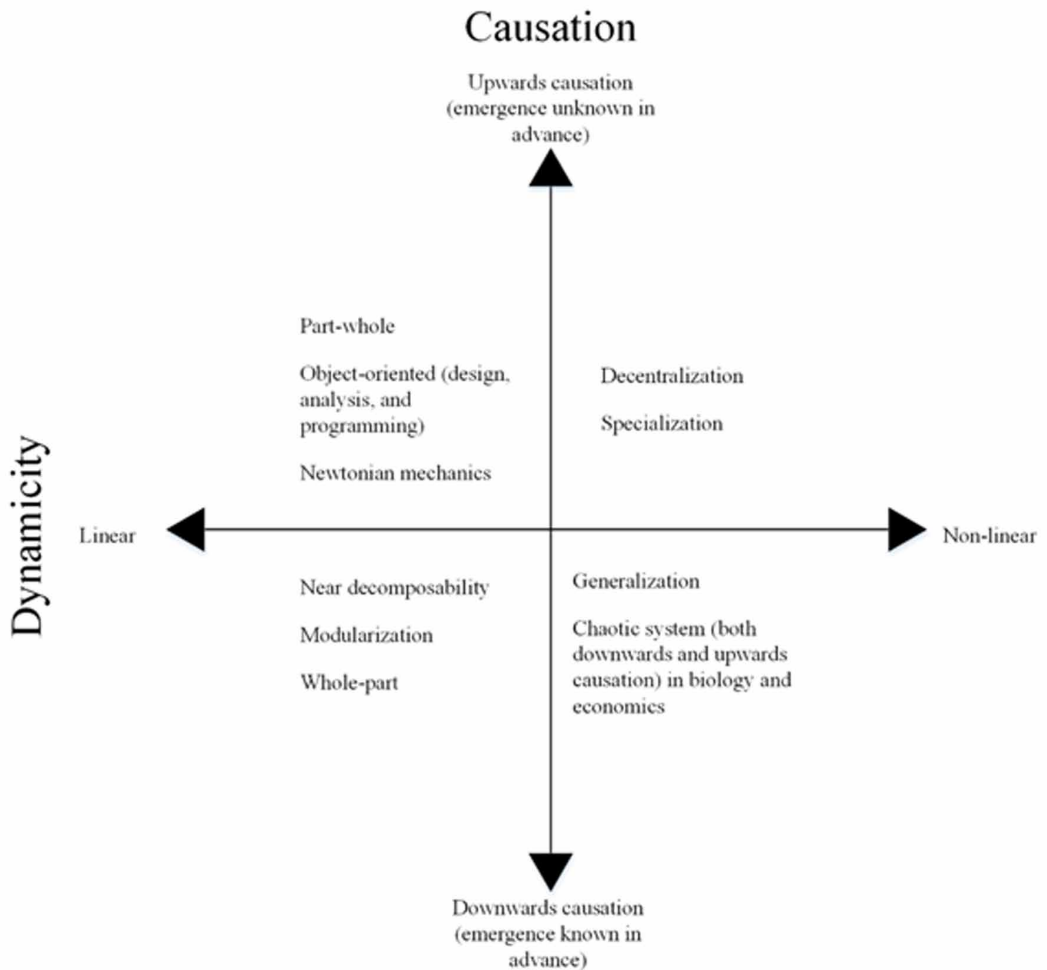 Causation
Upwards causation
(emergence unknown in
advance)
Part-whole
Object-oriented (design,
analysis, and
programming)
Newtonian mechanics
Decentralization
Specialization
Dynamicity
Linear
Non-linear
Near decomposability
Modularization
Whole-part
Generalization
Chaotic system (both
downwards and upwards
causation) in biology and
economics
Downwards causation
(emergence known in
advance)